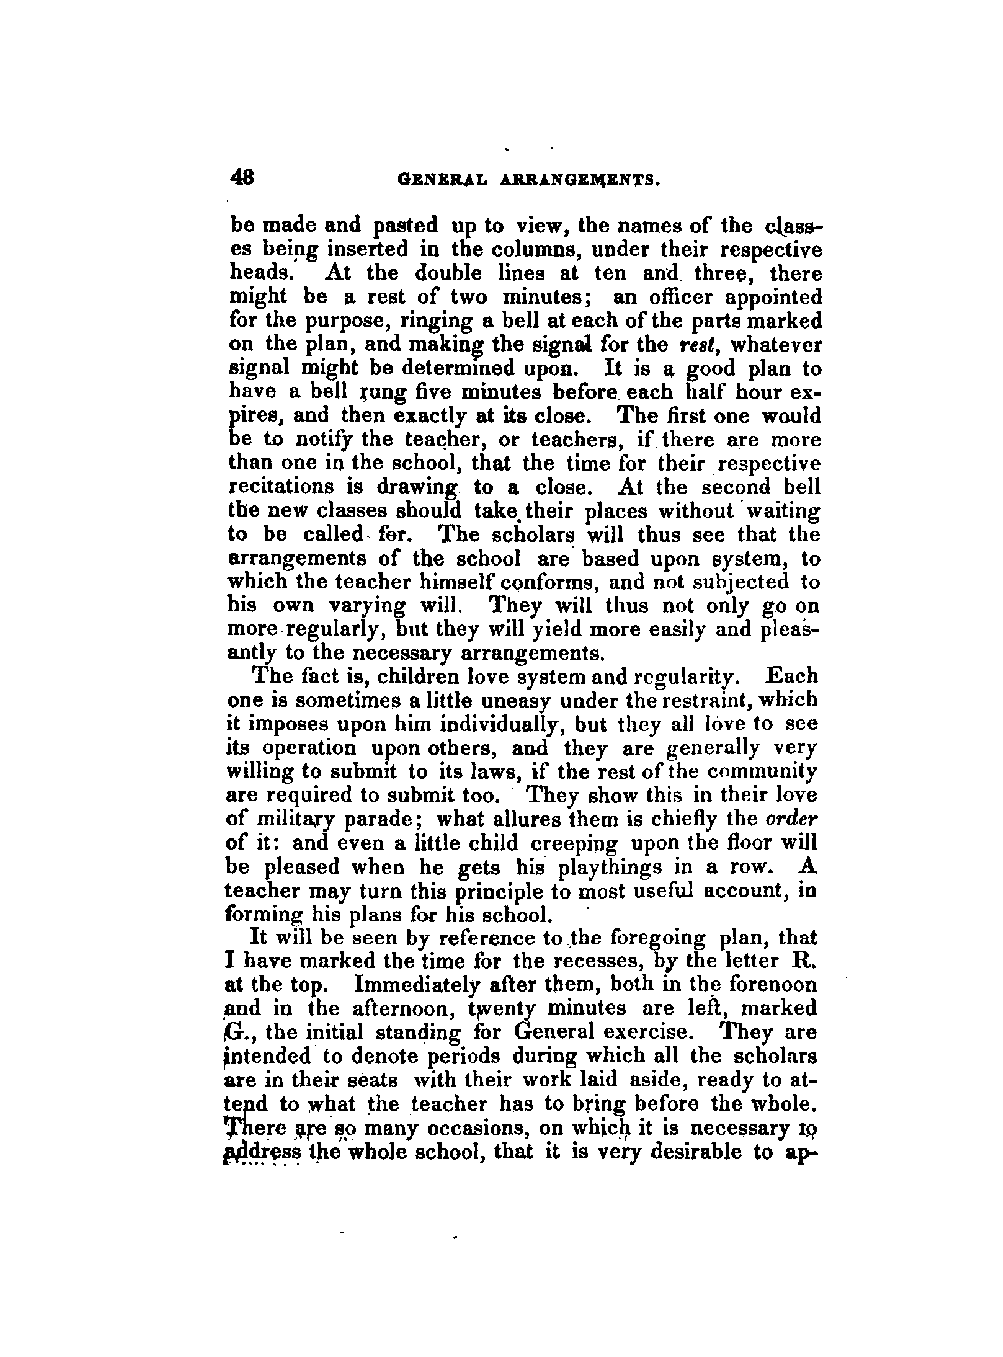 48 GENERAL ARRANGEMENTS.
be made and pasted up to view, the names of the class-
es being inserted in the columns, under their respective
heads. At the double lines at ten and three, there
might be a rest of two minutes; an officer appointed
for the purpose, ringing a bell at each of the parts marked
on the plan, and making the signal for the rest, whatever
signal might be determined upon. It is a good plan to
have a bell rung five minutes before each half hour ex-
pires, and then exactly at its close. The first one would
be to notify the teacher, or teachers, if there are more
than one in the school, that the time for their respective
recitations is drawing to a close. At the second bell
the new classes should take their places without waiting
to be called for. The scholars will thus see that the
arrangements of the school are based upon system, to
which the teacher himself conforms, and not subjected to
his own varying will. They will thus not only go on
more regularly, but they will yield more easily and pleas-
antly to the necessary arrangements.
The fact is, children love system and regularity. Each
one is sometimes a little uneasy under the restraint, which
it imposes upon him individually, but they all love to see
its operation upon others, and they are generally very
willing to submit to its laws, if the rest of the community
are required to submit too. They show this in their love
of military parade; what allures them is chiefly the order
of it: and even a little child creeping upon the floor will
be pleased when he gets his playthings in a row. A
teacher may turn this principle to most useful account, in
forming his plans for his school.
It will be seen by reference to the foregoing plan, that
I have marked the time for the recesses, by the letter R.
at the top. Immediately after them, both in the forenoon
and in the afternoon, twenty minutes are left, marked
G., the initial standing for General exercise. They are
intended to denote periods during which all the scholars
are in their seats with their work laid aside, ready to at-
tend to what the teacher has to bring before the whole.
There are so many occasions, on which it is necessary to
address the whole school, that it is very desirable to ap-